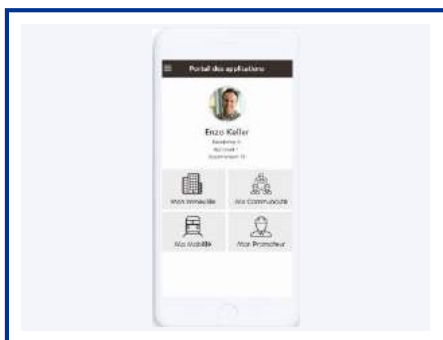 Portail des applications
Enzo Keller
Mon Immeuble
Ma Communauté
Ma Mobilité
Mon Promoteur